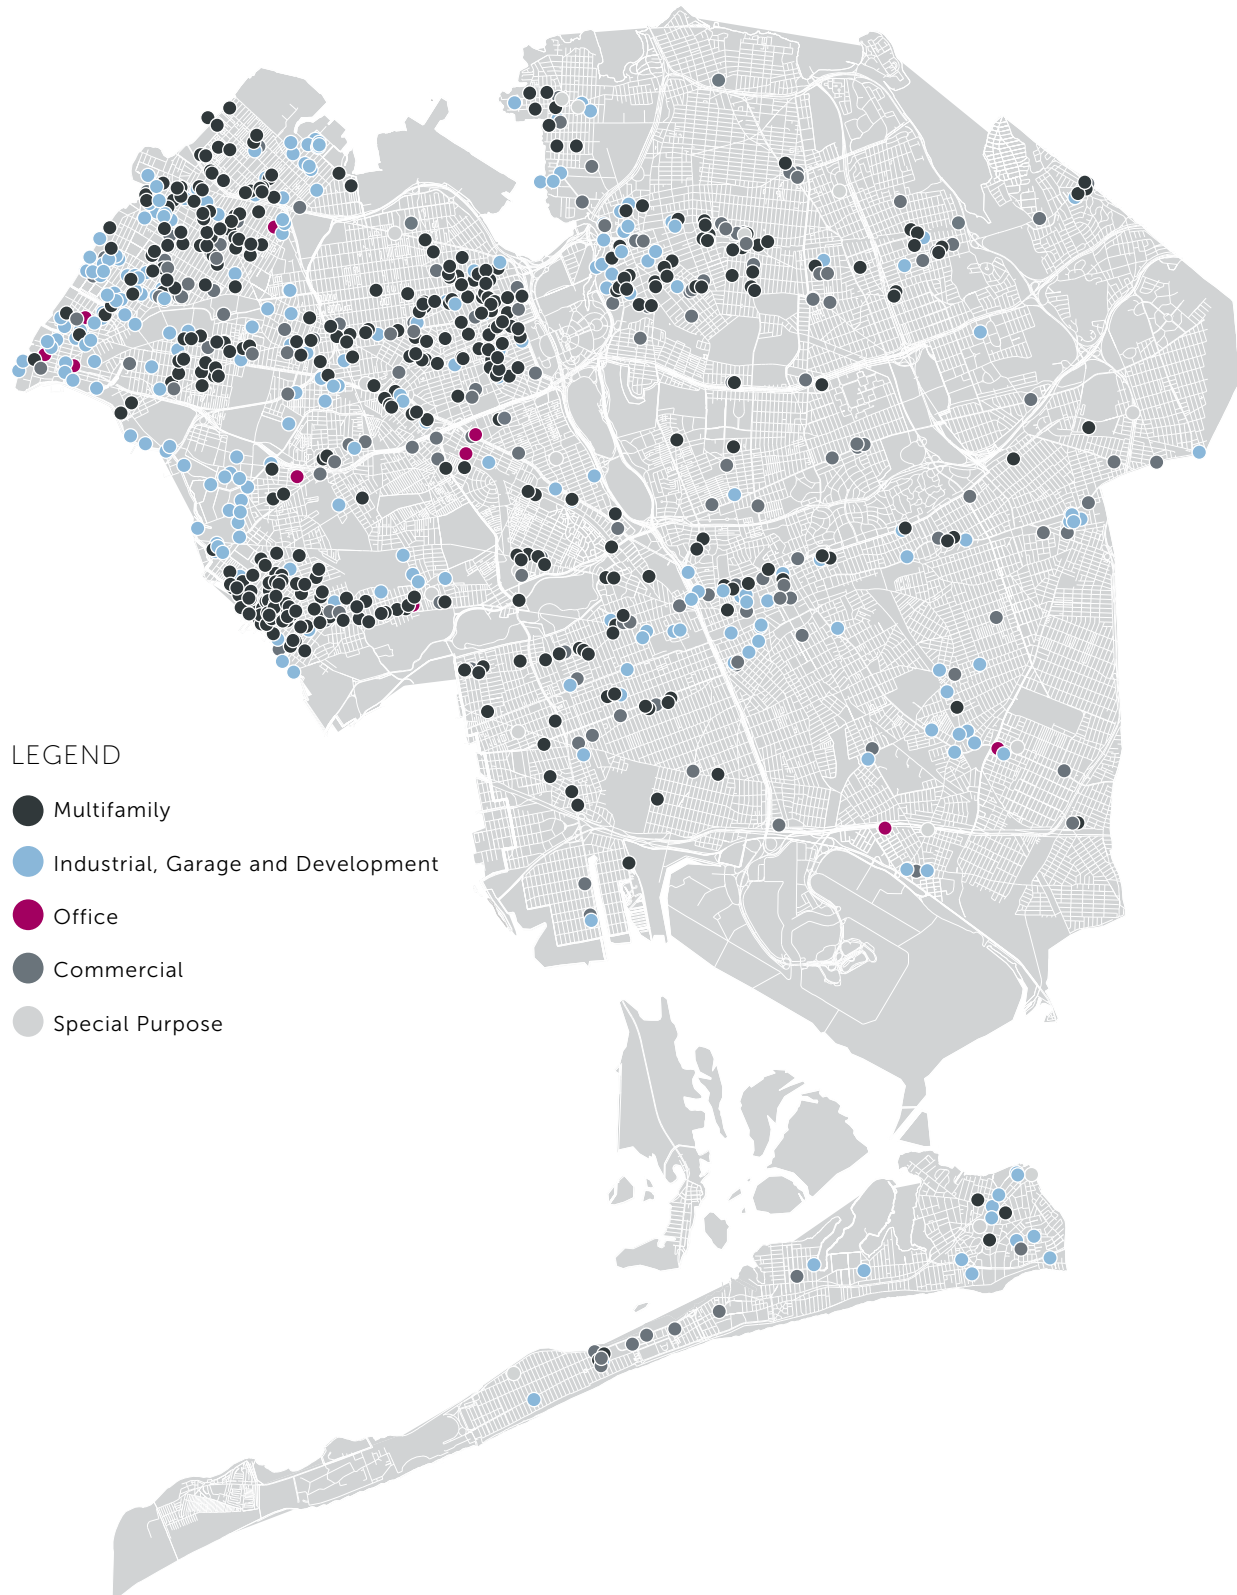 LEGEND
Multifamily
Industrial, Garage and Development
Office
Commercial
Special Purpose